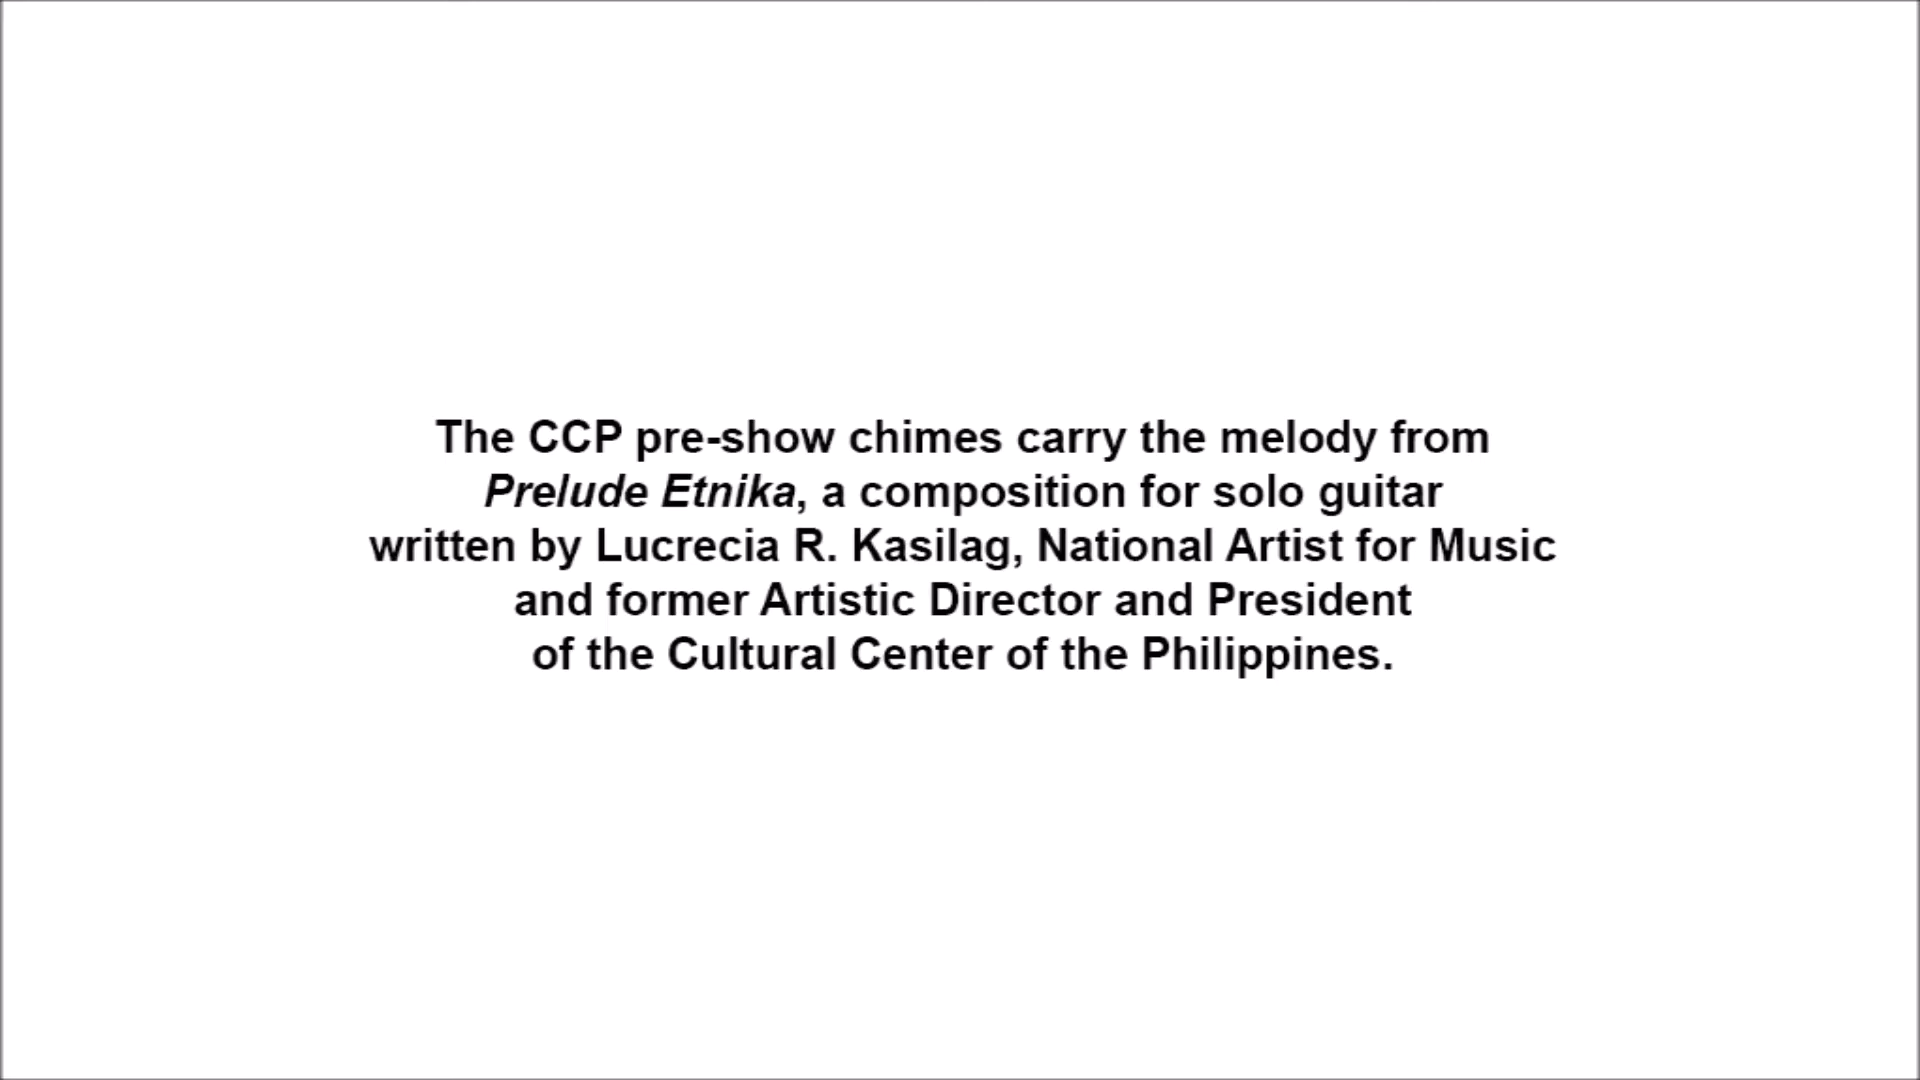 The CCP pre-show chimes carry the melody from
Prelude Etnika, a composition for solo guitar
written by Lucrecia R. Kasilag, National Artist for Music
and former Artistic Director and President
of the Cultural Center of the Philippines.